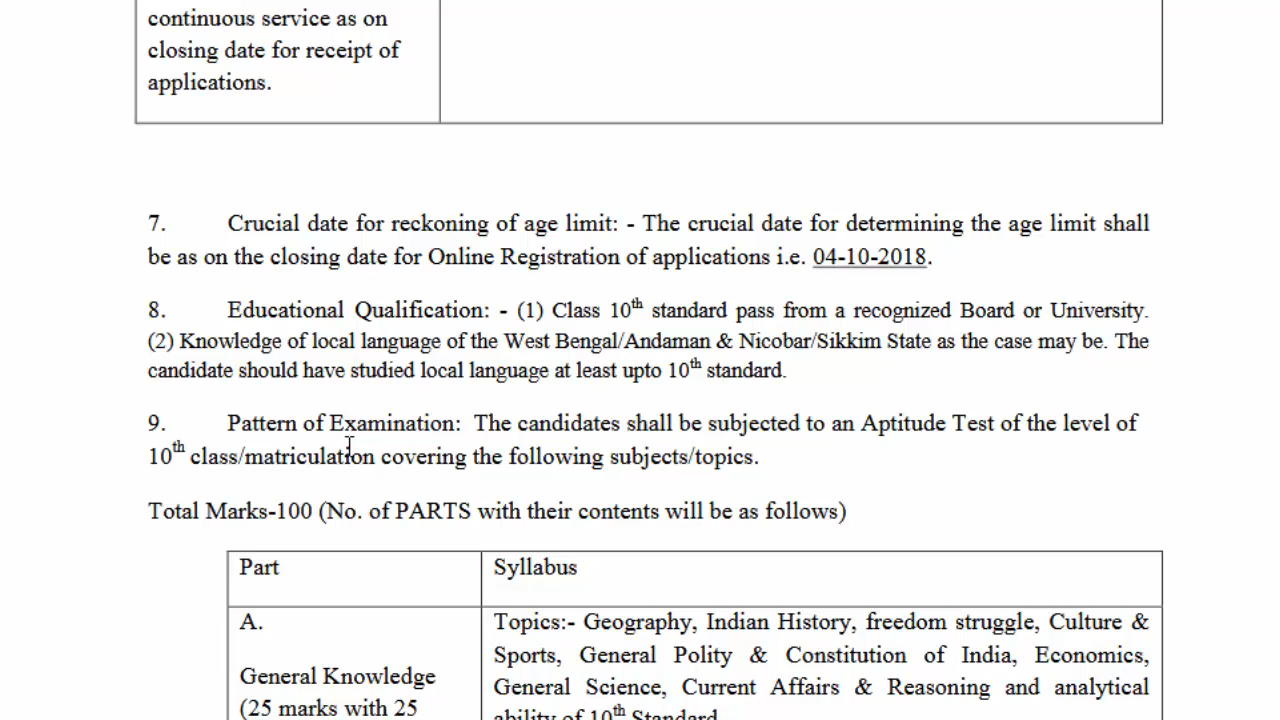 continuous service as on
closing date for receipt of
applications.
7. Crucial date for reckoning of age limit: - The crucial date for determining the age limit shall
be as on the closing date for Online Registration of applications i.e. 04-10-2018.
8. Educational Qualification: - (1) Class 10th standard pass from a recognized Board or University.
(2) Knowledge of local language of the West Bengal/Andaman & Nicobar/Sikkim State as the case may be. The
candidate should have studied local language at least upto 10th standard.
9. Pattern of Examination: The candidates shall be subjected to an Aptitude Test of the level of
10th class/matriculation covering the following subjects/topics.
Total Marks-100 (No. of PARTS with their contents will be as follows)
Part Syllabus
A. Topics:- Geography, Indian History, freedom struggle, Culture &
Sports, General Polity & Constitution of India, Economics,
General Knowledge General Science, Current Affairs & Reasoning and analytical
(25 marks with 25 ability of 10th Standard